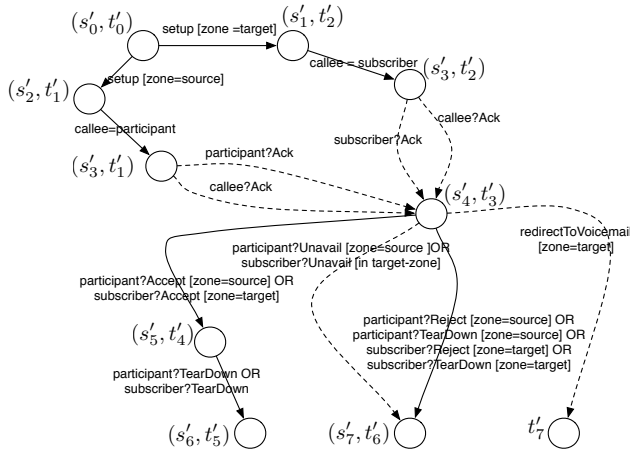 (s′0, t′0)
setup [zone =target]
(s′1, t′2)
callee = subscriber
(s′3, t′2)
(s′2, t′1)
setup [zone=source]
callee=participant
subscriber?Ack
callee?Ack
(s′3, t′1)
participant?Ack
callee?Ack
(s′4, t′3)
redirectToVoicemail
[zone=target]
participant?Unavail [zone=source ]OR
subscriber?Unavail [in target-zone]
participant?Accept [zone=source] OR
subscriber?Accept [zone=target]
participant?Reject [zone=source] OR
participant?TearDown [zone=source] OR
subscriber?Reject [zone=target] OR
subscriber?TearDown [zone=target]
(s′5, t′4)
participant?TearDown OR
subscriber?TearDown
(s′6, t′5)
(s′7, t′6)
t′7